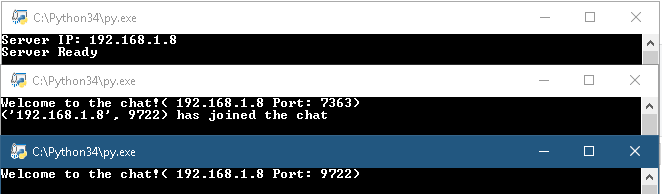 C:\Python34\py.exe
Server IP: 192.168.1.8
Server Ready
C:\Python34\py.exe
Welcome to the chat!( 192.168.1.8 Port: 7363)
('192.168.1.8', 9722) has joined the chat
C:\Python34\py.exe
Welcome to the chat!( 192.168.1.8 Port: 9722)